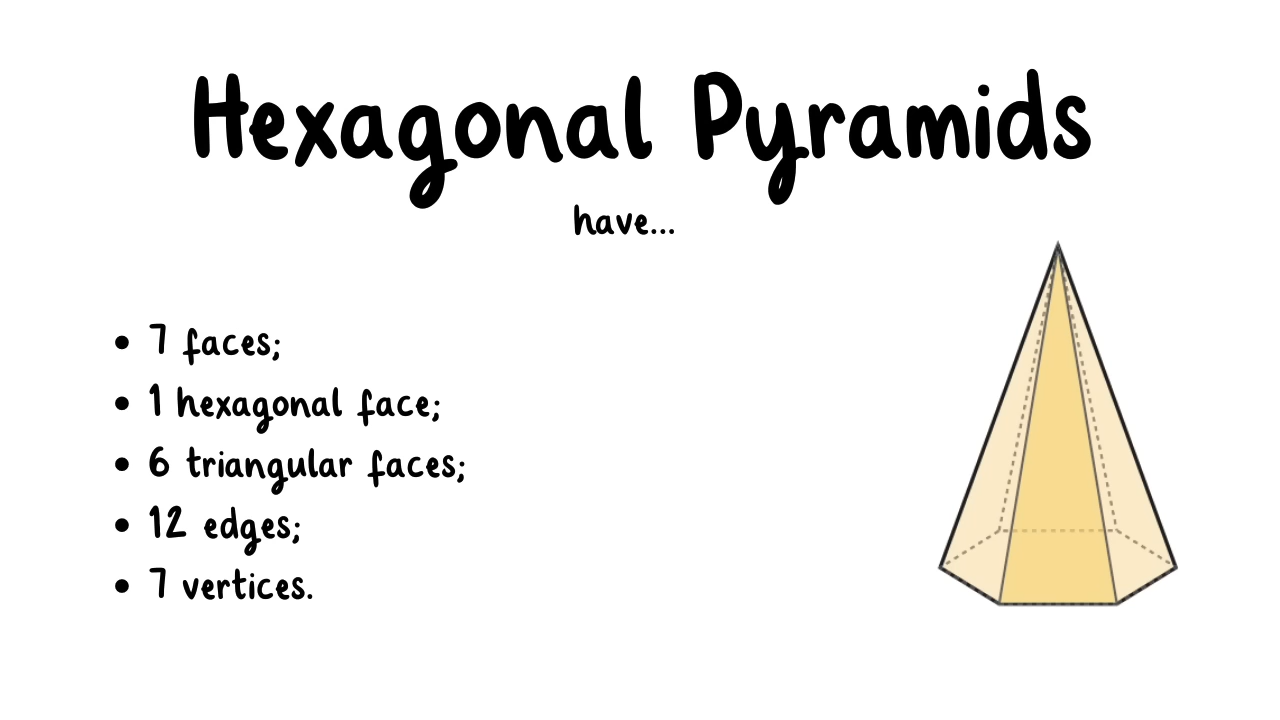 Hexagonal Pyramids
have...
• 7 faces;
• 1 hexagonal face;
• 6 triangular faces;
• 12 edges;
• 7 vertices.